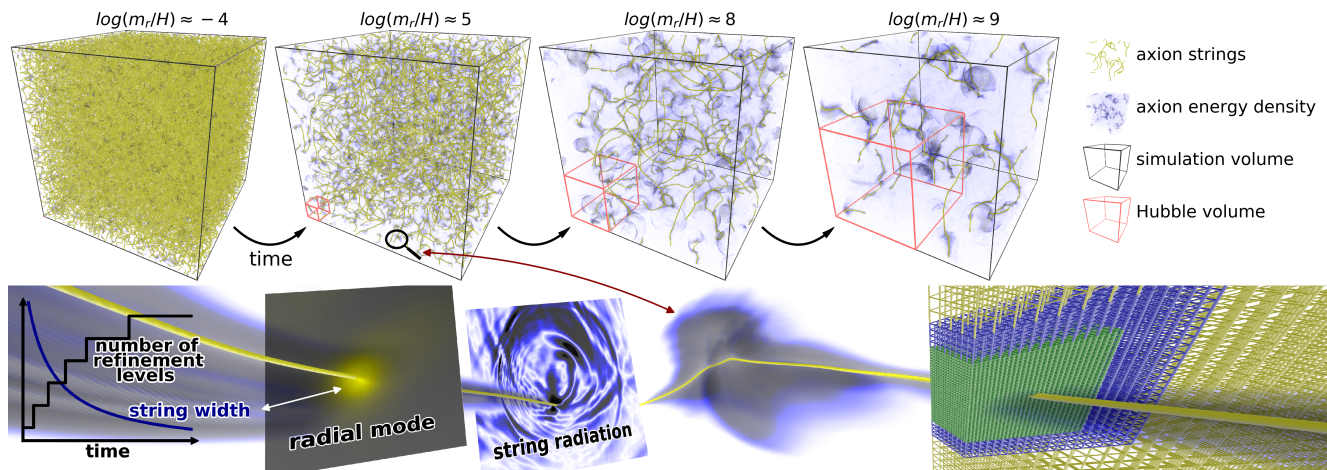 log(m_r/H) ≈ −4
log(m_r/H) ≈ 5
log(m_r/H) ≈ 8
log(m_r/H) ≈ 9
axion strings
axion energy density
simulation volume
Hubble volume
time
number of
refinement
levels
string width
time
radial mode
string radiation